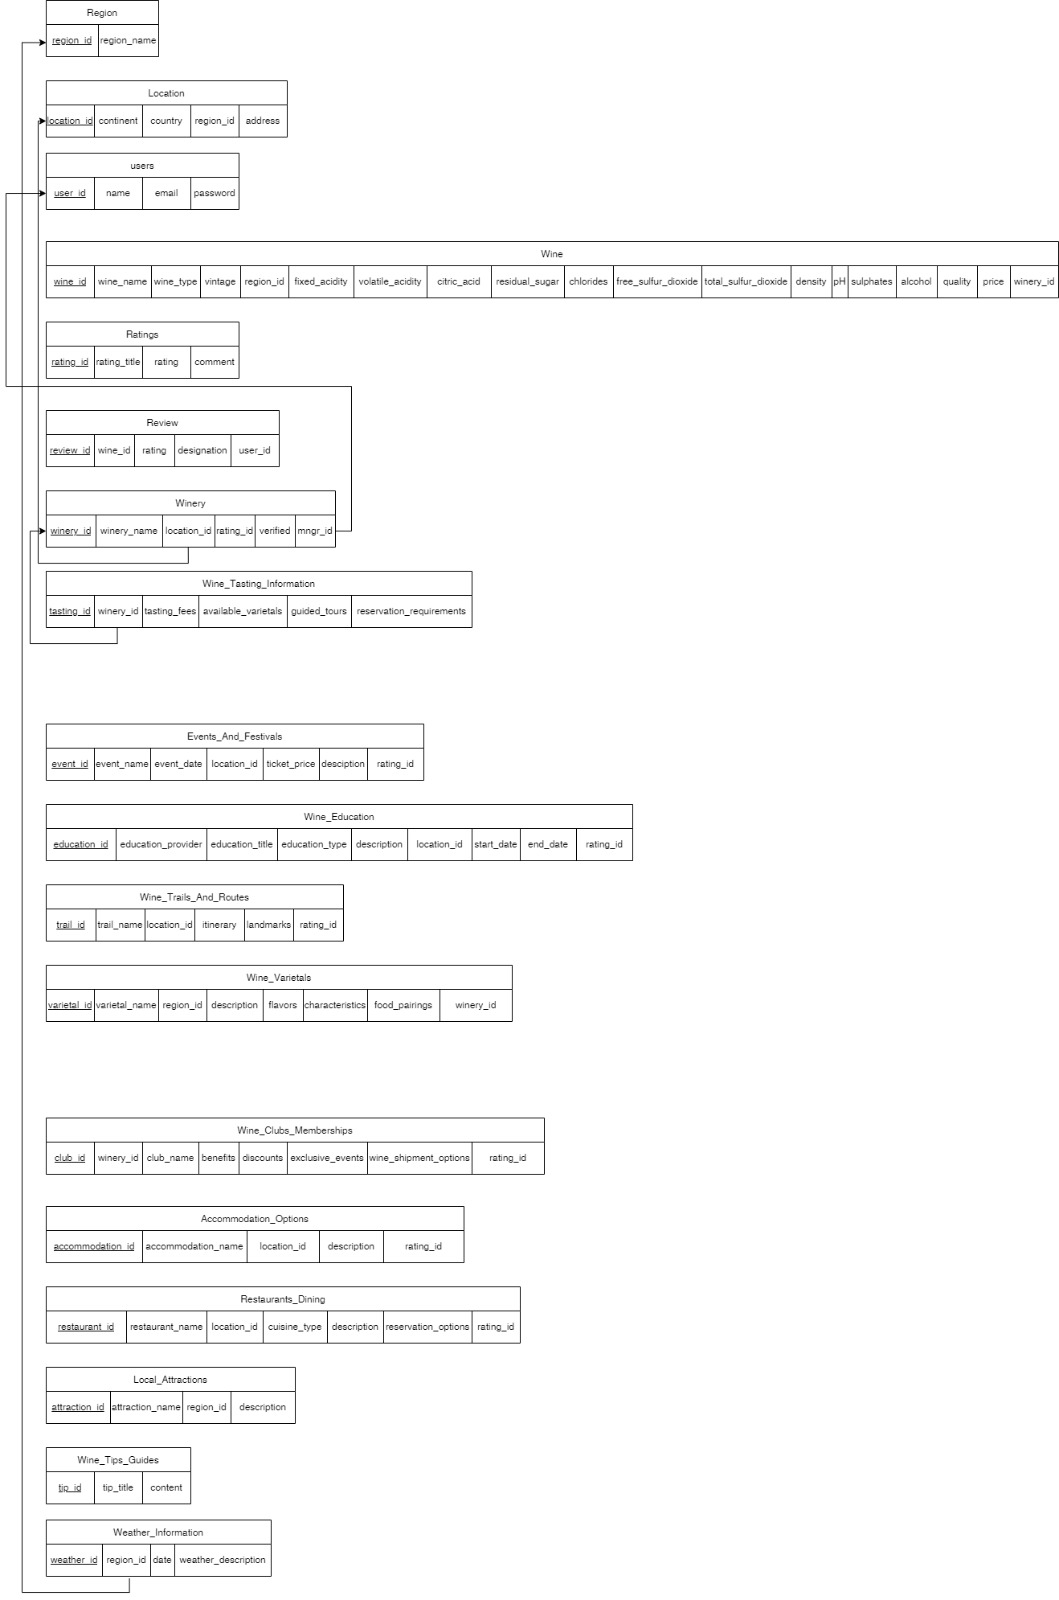 Region
region_id region_name
Location
location_id continent country region_id address
users
user_id name email password
Wine
wine_id wine_name wine_type vintage region_id fixed_acidity volatile_acidity citric_acid residual_sugar chlorides free_sulfur_dioxide total_sulfur_dioxide density pH sulphates alcohol quality price winery_id
Ratings
rating_id rating_title rating comment
Review
review_id wine_id rating designation user_id
Winery
winery_id winery_name location_id rating_id verified mngr_id
Wine_Tasting_Information
tasting_id winery_id tasting_fees available_varietals guided_tours reservation_requirements
Events_And_Festivals
event_id event_name event_date location_id ticket_price desciption rating_id
Wine_Education
education_id education_provider education_title education_type description location_id start_date end_date rating_id
Wine_Trails_And_Routes
trail_id trail_name location_id itinerary landmarks rating_id
Wine_Varietals
varietal_id varietal_name region_id description flavors characteristics food_pairings winery_id
Wine_Clubs_Memberships
club_id winery_id club_name benefits discounts exclusive_events wine_shipment_options rating_id
Accommodation_Options
accommodation_id accommodation_name location_id description rating_id
Restaurants_Dining
restaurant_id restaurant_name location_id cuisine_type description reservation_options rating_id
Local_Attractions
attraction_id attraction_name region_id description
Wine_Tips_Guides
tip_id tip_title content
Weather_Information
weather_id region_id date weather_description